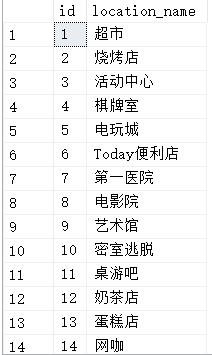 id location_name
1 1 超市
2 2 烧烤店
3 3 活动中心
4 4 棋牌室
5 5 电玩城
6 6 Today便利店
7 7 第一医院
8 8 电影院
9 9 艺术馆
10 10 密室逃脱
11 11 桌游吧
12 12 奶茶店
13 13 蛋糕店
14 14 网咖